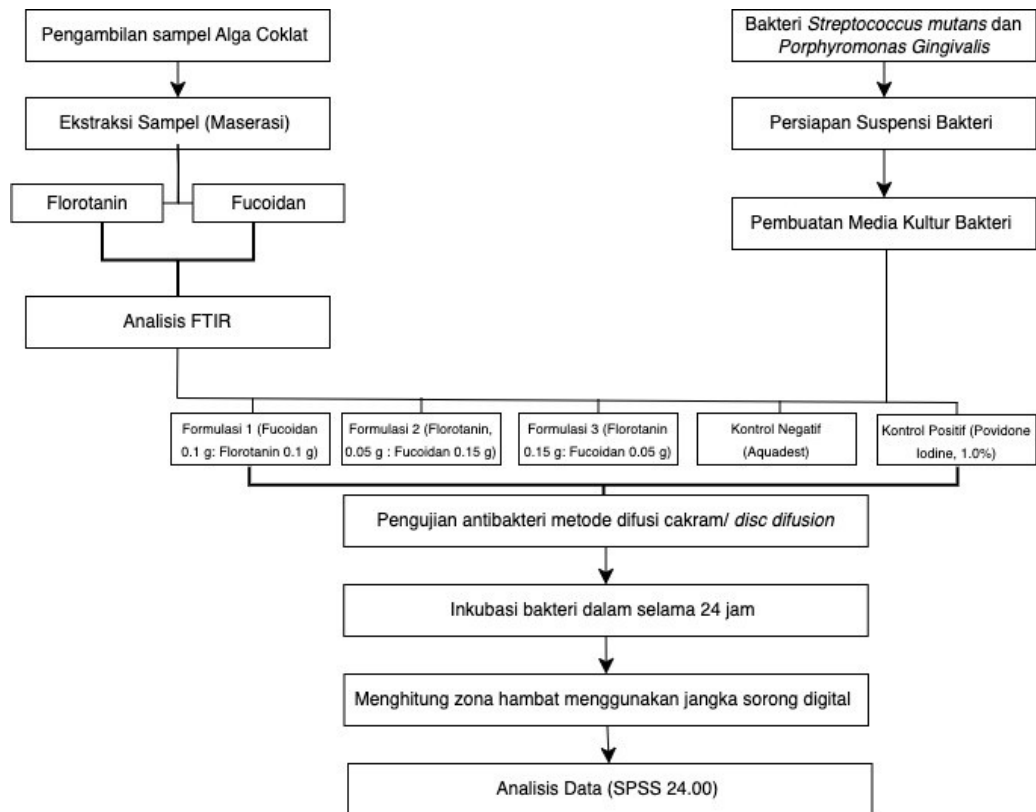 Pengambilan sampel Alga Coklat
Ekstraksi Sampel (Maserasi)
Florotanin
Fucoidan
Analisis FTIR
Bakteri Streptococcus mutans dan
Porphyromonas Gingivalis
Persiapan Suspensi Bakteri
Pembuatan Media Kultur Bakteri
Formulasi 1 (Fucoidan
0.1 g: Florotanin 0.1 g)
Formulasi 2 (Florotanin,
0.05 g : Fucoidan 0.15 g)
Formulasi 3 (Florotanin
0.15 g: Fucoidan 0.05 g)
Kontrol Negatif
(Aquadest)
Kontrol Positif (Povidone
Iodine, 1.0%)
Pengujian antibakteri metode difusi cakram/ disc difusion
Inkubasi bakteri dalam selama 24 jam
Menghitung zona hambat menggunakan jangka sorong digital
Analisis Data (SPSS 24.00)